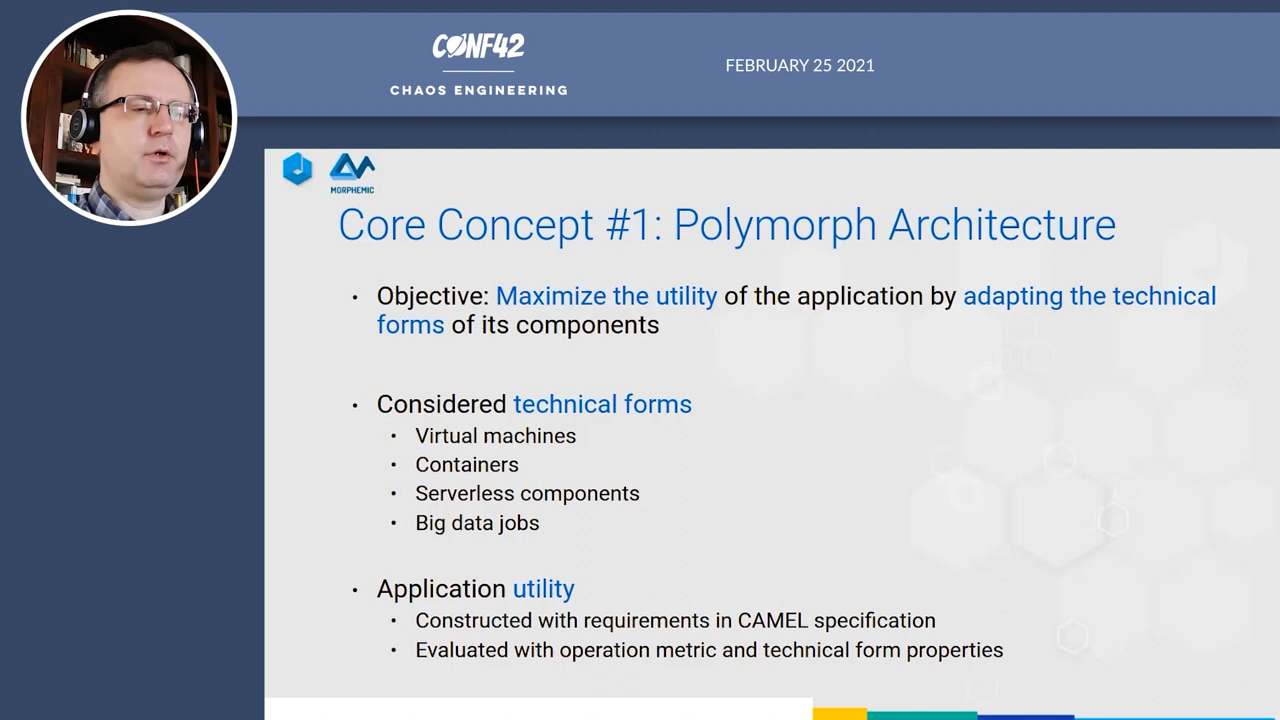 CONF42
CHAOS ENGINEERING
FEBRUARY 25 2021
MORPHEMIC
Core Concept #1: Polymorph Architecture
• Objective: Maximize the utility of the application by adapting the technical
forms of its components
• Considered technical forms
• Virtual machines
• Containers
• Serverless components
• Big data jobs
• Application utility
• Constructed with requirements in CAMEL specification
• Evaluated with operation metric and technical form properties